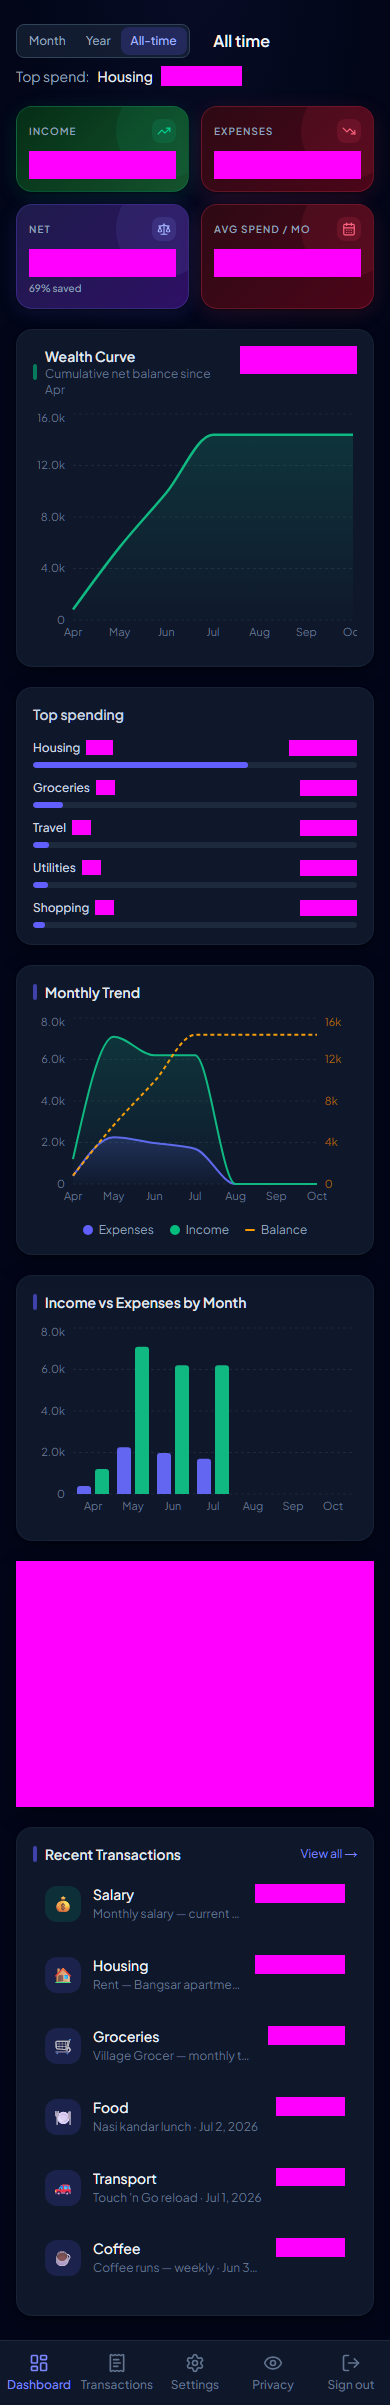 Month Year All-time All time
Top spend: Housing
INCOME
EXPENSES
NET
69% saved
AVG SPEND / MO
Wealth Curve
Cumulative net balance since
Apr
16.0k
12.0k
8.0k
4.0k
0
Apr May Jun Jul Aug Sep Oc
Top spending
Housing
Groceries
Travel
Utilities
Shopping
Monthly Trend
8.0k 16k
6.0k 12k
4.0k 8k
2.0k 4k
0 0
Apr May Jun Jul Aug Sep Oct
Expenses Income Balance
Income vs Expenses by Month
8.0k
6.0k
4.0k
2.0k
0
Apr May Jun Jul Aug Sep Oct
Recent Transactions View all →
Salary
Monthly salary — current ...
Housing
Rent — Bangsar apartme...
Groceries
Village Grocer — monthly t...
Food
Nasi kandar lunch · Jul 2, 2026
Transport
Touch 'n Go reload · Jul 1, 2026
Coffee
Coffee runs — weekly · Jun 3...
Dashboard Transactions Settings Privacy Sign out